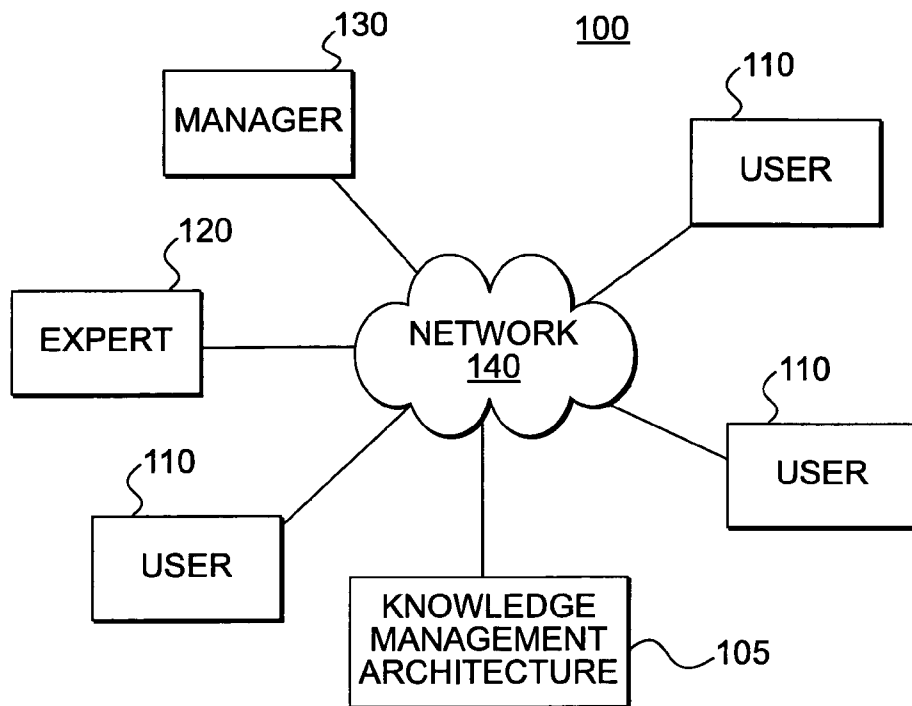 130
100
110
MANAGER
USER
120
EXPERT
NETWORK
140
110
USER
110
USER
KNOWLEDGE
MANAGEMENT
ARCHITECTURE
105